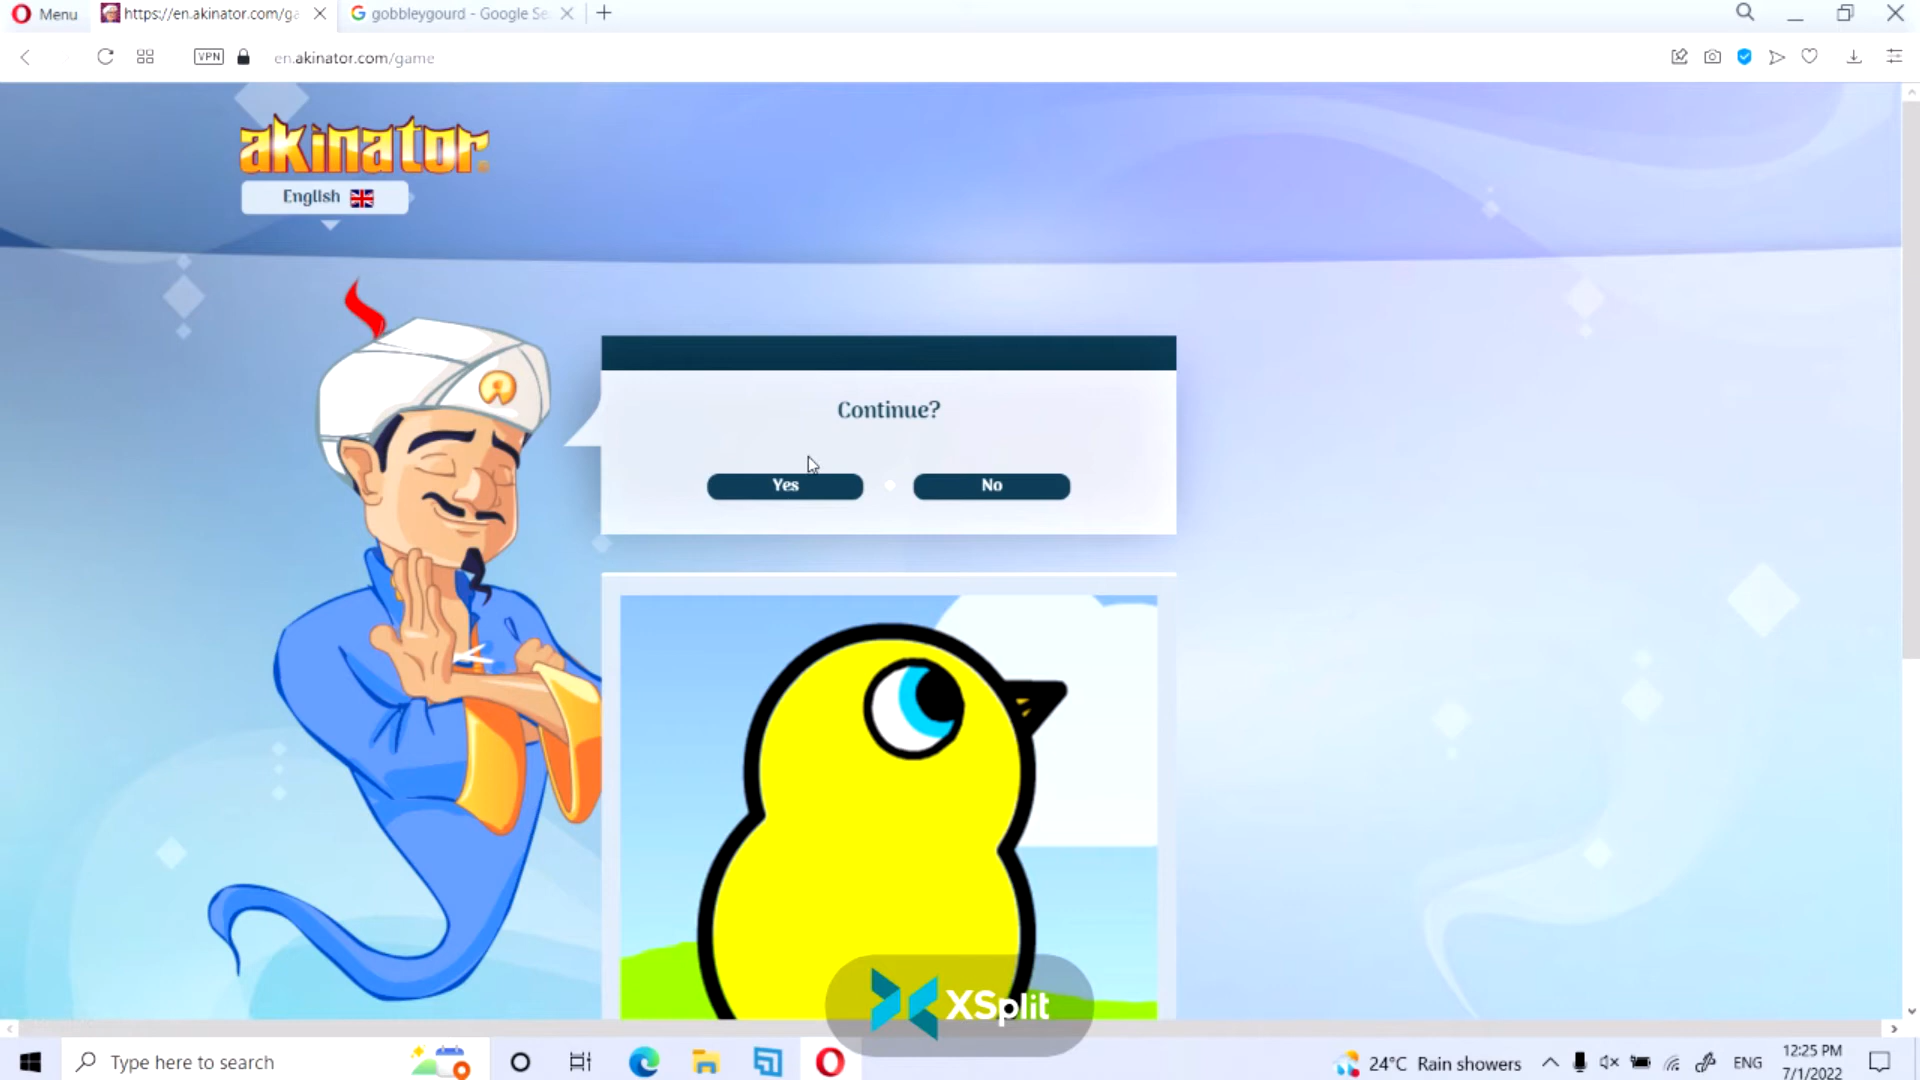 Menu
https://en.akinator.com/ga
gobbleygourd - Google Se
VPN
en.akinator.com/game
akinator
English
Continue?
Yes
No
XSplit
Type here to search
24°C Rain showers
ENG
12:25 PM
7/1/2022